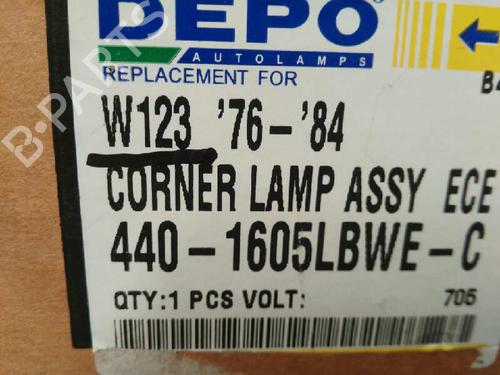 DEPO®
AUTOLAMPS
REPLACEMENT FOR
W123 '76-'84
CORNER LAMP ASSY ECE
440-1605LBWE-C
QTY:1 PCS VOLT: 705
B-PARTS